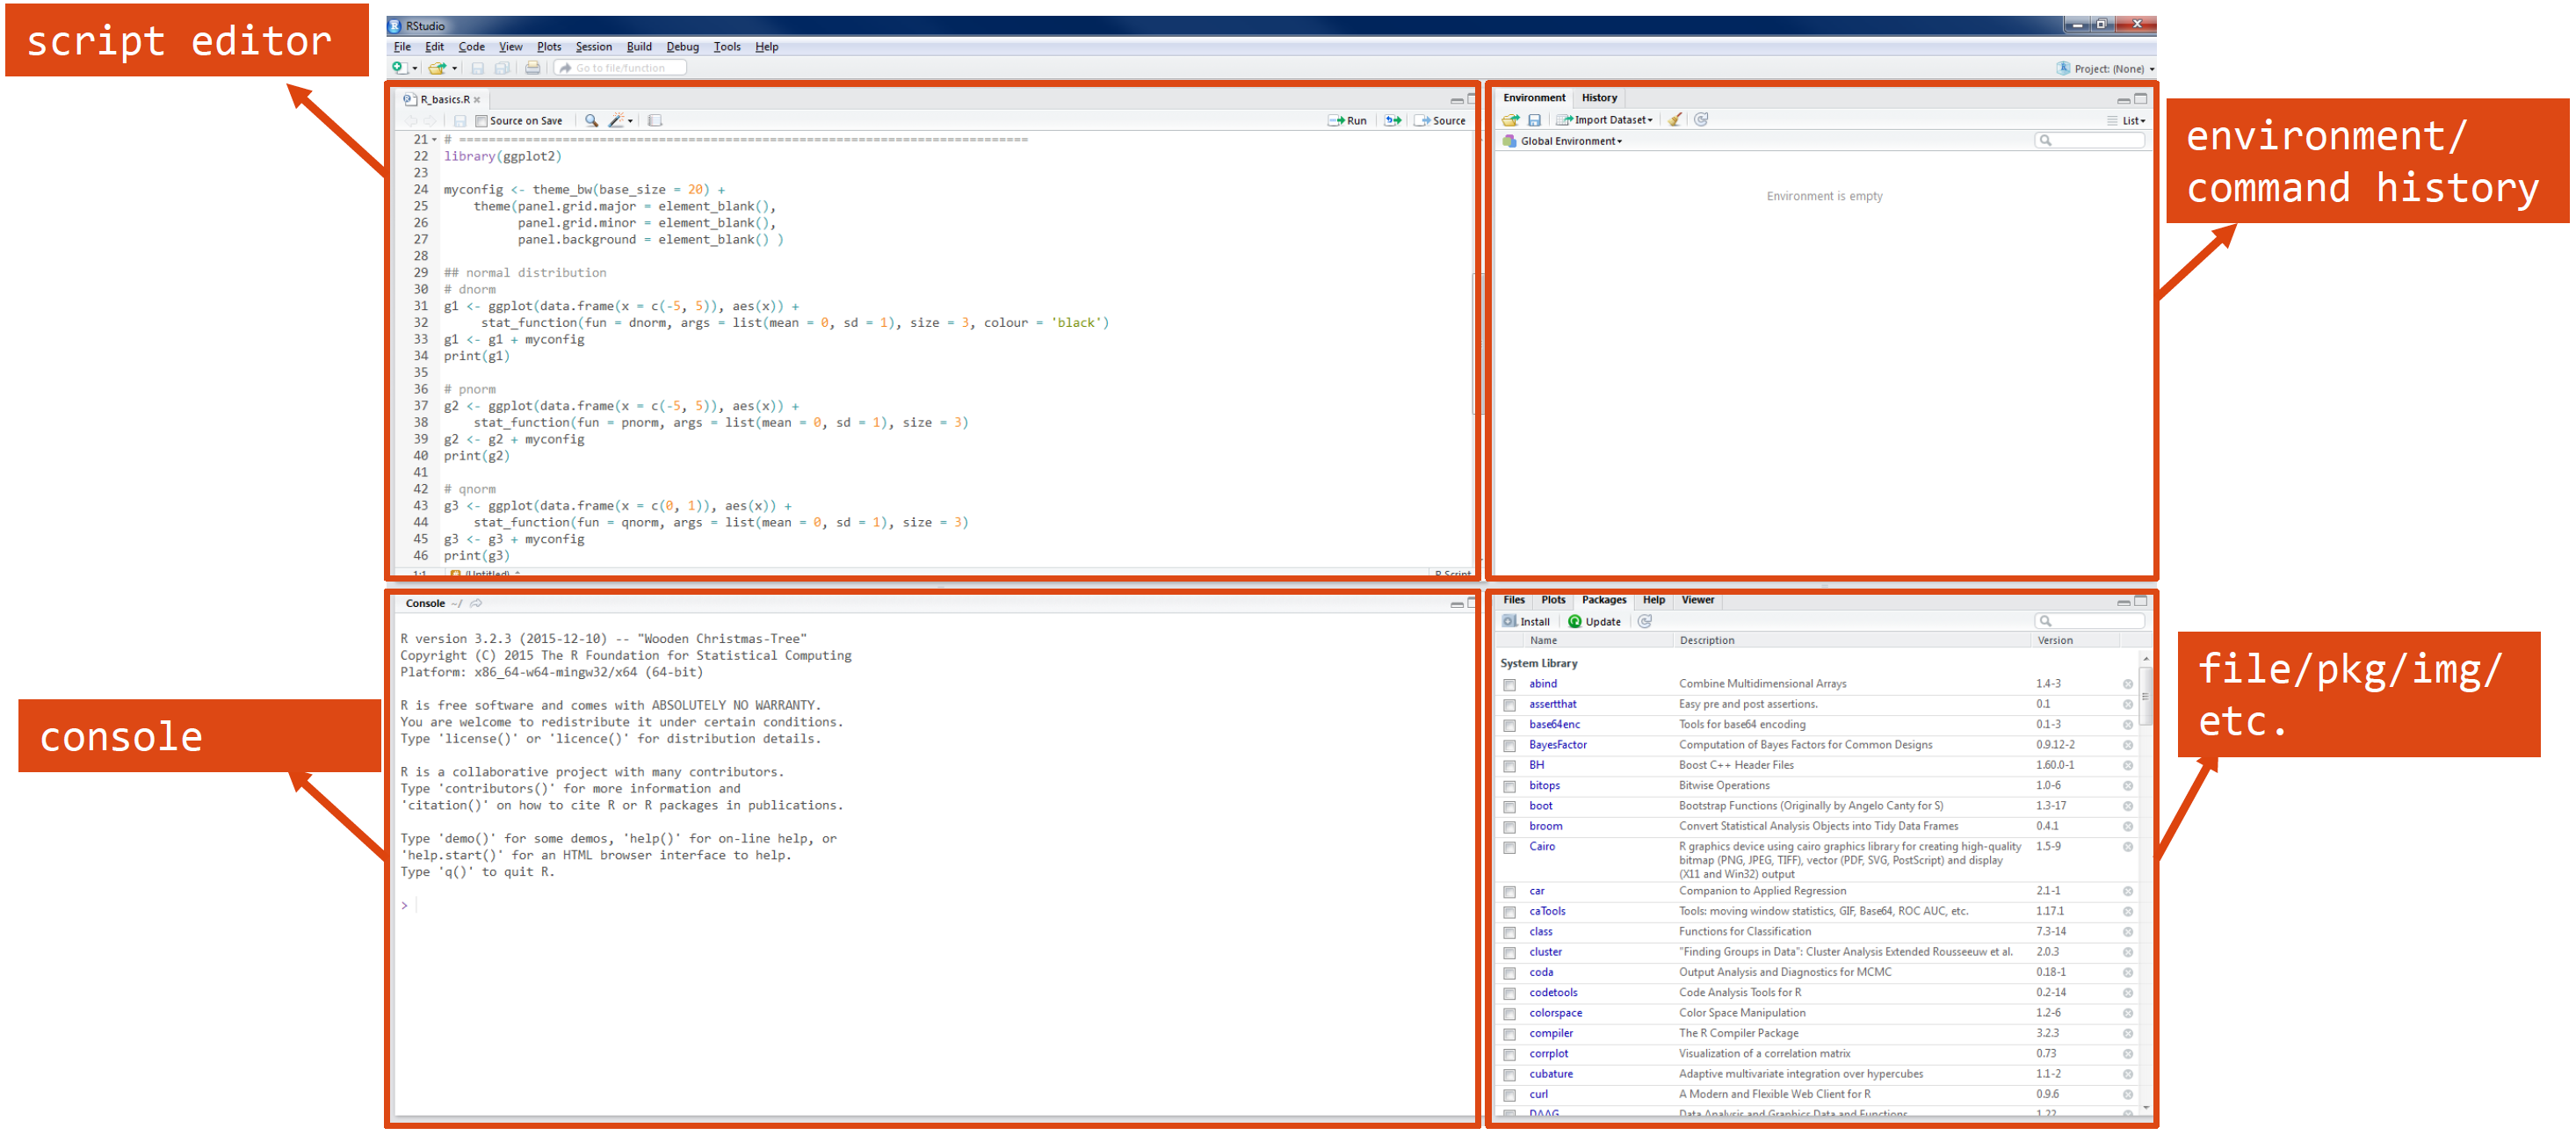 script editor
RStudio
File Edit Code View Plots Session Build Debug Tools Help
Go to file/function
Project: (None)
R_basics.R
Source on Save
Run
Source
21 # =============================================================================
22 library(ggplot2)
23
24 myconfig <- theme_bw(base_size = 20) +
25     theme(panel.grid.major = element_blank(),
26           panel.grid.minor = element_blank(),
27           panel.background = element_blank() )
28
29 ## normal distribution
30 # dnorm
31 g1 <- ggplot(data.frame(x = c(-5, 5)), aes(x)) +
32      stat_function(fun = dnorm, args = list(mean = 0, sd = 1), size = 3, colour = 'black')
33 g1 <- g1 + myconfig
34 print(g1)
35
36 # pnorm
37 g2 <- ggplot(data.frame(x = c(-5, 5)), aes(x)) +
38     stat_function(fun = pnorm, args = list(mean = 0, sd = 1), size = 3)
39 g2 <- g2 + myconfig
40 print(g2)
41
42 # qnorm
43 g3 <- ggplot(data.frame(x = c(0, 1)), aes(x)) +
44     stat_function(fun = qnorm, args = list(mean = 0, sd = 1), size = 3)
45 g3 <- g3 + myconfig
46 print(g3)
1:1 (Untitled) R Script
Environment History
Import Dataset
List
Global Environment
Environment is empty
environment/
command history
console
Console ~/
R version 3.2.3 (2015-12-10) -- "Wooden Christmas-Tree"
Copyright (C) 2015 The R Foundation for Statistical Computing
Platform: x86_64-w64-mingw32/x64 (64-bit)
R is free software and comes with ABSOLUTELY NO WARRANTY.
You are welcome to redistribute it under certain conditions.
Type 'license()' or 'licence()' for distribution details.
R is a collaborative project with many contributors.
Type 'contributors()' for more information and
'citation()' on how to cite R or R packages in publications.
Type 'demo()' for some demos, 'help()' for on-line help, or
'help.start()' for an HTML browser interface to help.
Type 'q()' to quit R.
>
Files Plots Packages Help Viewer
Install Update
Name Description Version
System Library
abind Combine Multidimensional Arrays 1.4-3
assertthat Easy pre and post assertions. 0.1
base64enc Tools for base64 encoding 0.1-3
BayesFactor Computation of Bayes Factors for Common Designs 0.9.12-2
BH Boost C++ Header Files 1.60.0-1
bitops Bitwise Operations 1.0-6
boot Bootstrap Functions (Originally by Angelo Canty for S) 1.3-17
broom Convert Statistical Analysis Objects into Tidy Data Frames 0.4.1
Cairo R graphics device using cairo graphics library for creating high-quality 1.5-9
bitmap (PNG, JPEG, TIFF), vector (PDF, SVG, PostScript) and display
(X11 and Win32) output
car Companion to Applied Regression 2.1-1
caTools Tools: moving window statistics, GIF, Base64, ROC AUC, etc. 1.17.1
class Functions for Classification 7.3-14
cluster "Finding Groups in Data": Cluster Analysis Extended Rousseeuw et al. 2.0.3
coda Output Analysis and Diagnostics for MCMC 0.18-1
codetools Code Analysis Tools for R 0.2-14
colorspace Color Space Manipulation 1.2-6
compiler The R Compiler Package 3.2.3
corrplot Visualization of a correlation matrix 0.73
cubature Adaptive multivariate integration over hypercubes 1.1-2
curl A Modern and Flexible Web Client for R 0.9.6
DAAG Data Analysis and Graphics Data and Functions 1.22
file/pkg/img/
etc.